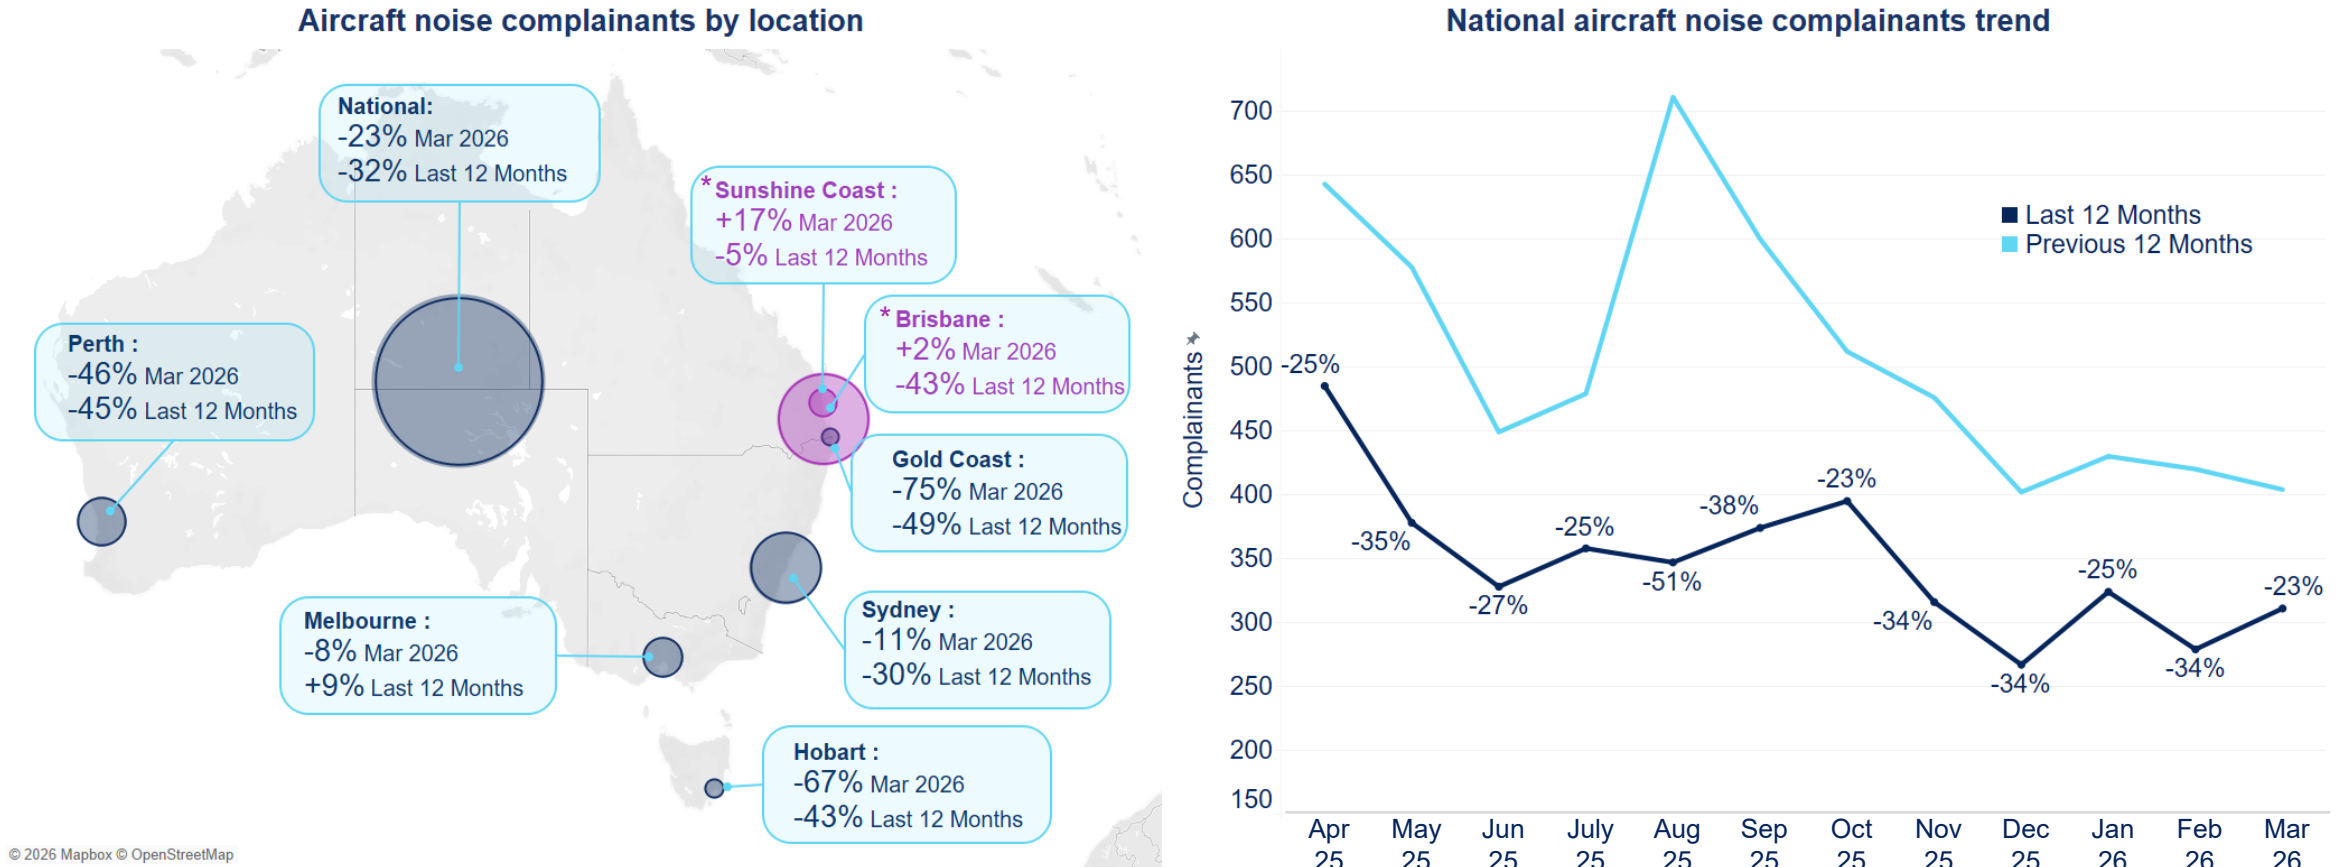 Aircraft noise complainants by location
National:
-23% Mar 2026
-32% Last 12 Months
* Sunshine Coast :
+17% Mar 2026
-5% Last 12 Months
* Brisbane :
+2% Mar 2026
-43% Last 12 Months
Perth :
-46% Mar 2026
-45% Last 12 Months
Gold Coast :
-75% Mar 2026
-49% Last 12 Months
Melbourne :
-8% Mar 2026
+9% Last 12 Months
Sydney :
-11% Mar 2026
-30% Last 12 Months
Hobart :
-67% Mar 2026
-43% Last 12 Months
© 2026 Mapbox © OpenStreetMap
National aircraft noise complainants trend
Complainants
700
650
600
550
500
450
400
350
300
250
200
150
Last 12 Months
Previous 12 Months
-25%
-35%
-27%
-25%
-51%
-38%
-23%
-34%
-34%
-25%
-34%
-23%
Apr May Jun July Aug Sep Oct Nov Dec Jan Feb Mar
25 25 25 25 25 25 25 25 25 26 26 26